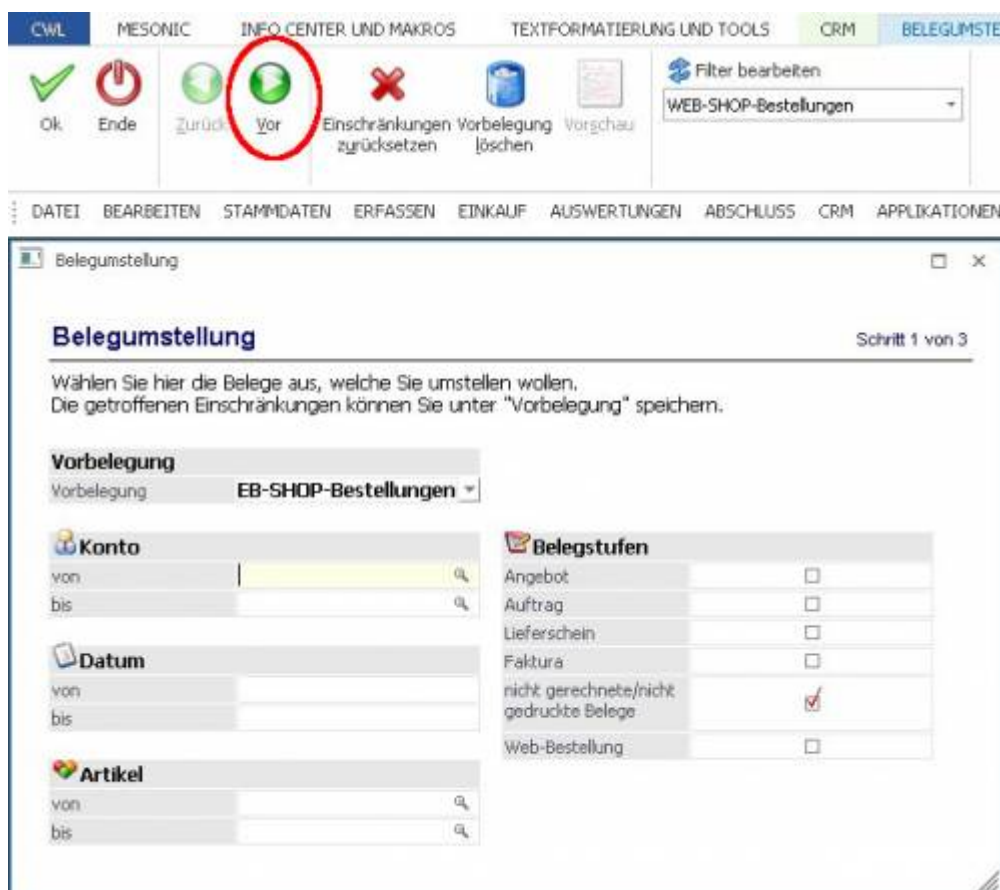 CWL MESONIC INFO CENTER UND MAKROS TEXTFORMATIERUNG UND TOOLS CRM BELEGUMSTE
Ok Ende Zurück Vor Einschränkungen zurücksetzen Vorbelegung löschen Vorschau
Filter bearbeiten
WEB-SHOP-Bestellungen
DATEI BEARBEITEN STAMMDATEN ERFASSEN EINKAUF AUSWERTUNGEN ABSCHLUSS CRM APPLIKATIONEN
Belegumstellung
Belegumstellung Schritt 1 von 3
Wählen Sie hier die Belege aus, welche Sie umstellen wollen.
Die getroffenen Einschränkungen können Sie unter "Vorbelegung" speichern.
Vorbelegung
Vorbelegung EB-SHOP-Bestellungen
Konto
von
bis
Datum
von
bis
Artikel
von
bis
Belegstufen
Angebot
Auftrag
Lieferschein
Faktura
nicht gerechnete/nicht
gedruckte Belege
Web-Bestellung